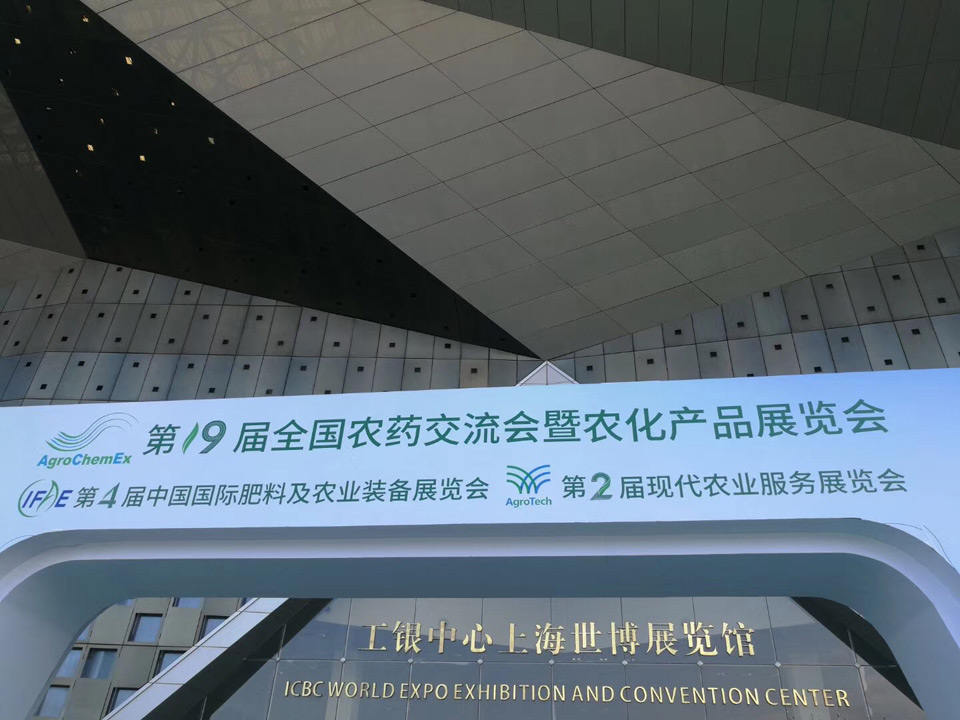 AgroChemEx 第19届全国农药交流会暨农化产品展览会
IFAE 第4届中国国际肥料及农业装备展览会 AgroTech 第2届现代农业服务展览会
工银中心上海世博展览馆
ICBC WORLD EXPO EXHIBITION AND CONVENTION CENTER